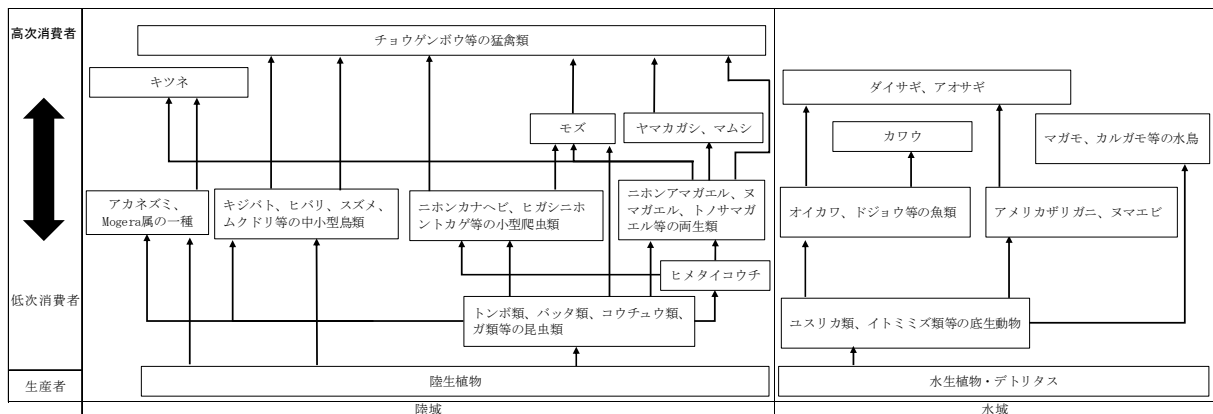 高次消費者
チョウゲンボウ等の猛禽類
キツネ
ダイサギ、アオサギ
モズ
ヤマカガシ、マムシ
カワウ
マガモ、カルガモ等の水鳥
アカネズミ、
Mogera属の一種
キジバト、ヒバリ、スズメ、
ムクドリ等の中小型鳥類
ニホンカナヘビ、ヒガシニホ
ントカゲ等の小型爬虫類
ニホンアマガエル、ヌ
マガエル、トノサマガ
エル等の両生類
オイカワ、ドジョウ等の魚類
アメリカザリガニ、ヌマエビ
ヒメタイコウチ
低次消費者
トンボ類、バッタ類、コウチュウ類、
ガ類等の昆虫類
ユスリカ類、イトミミズ類等の底生動物
生産者
陸生植物
水生植物・デトリタス
陸域
水域